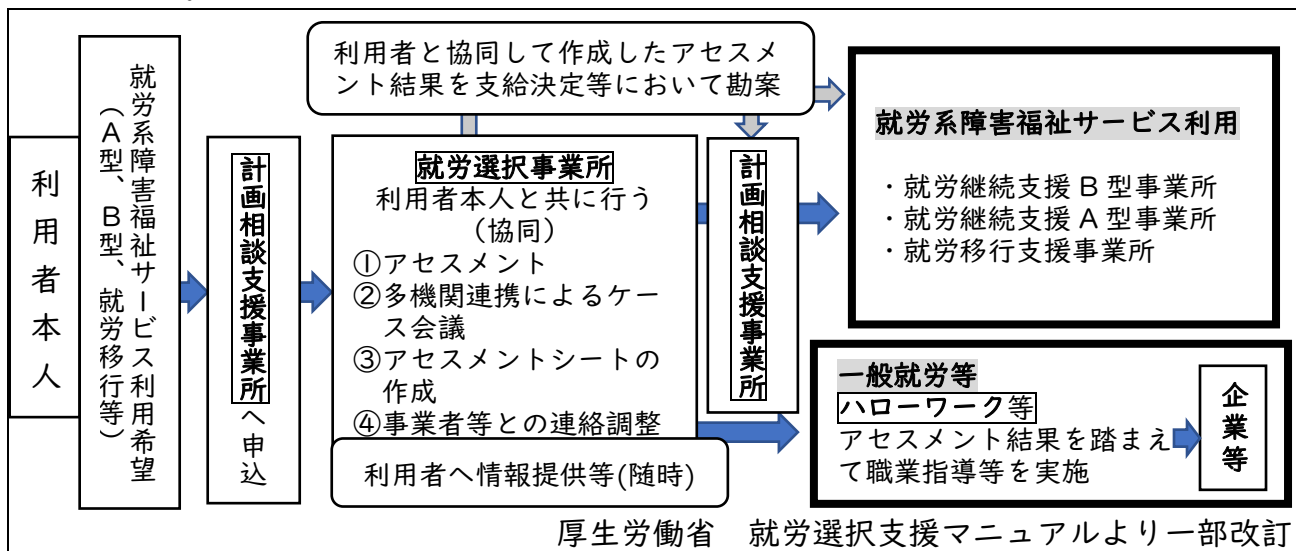 利用者本人
就労系障害福祉サービス利用希望
（A型、B型、就労移行等）
計画相談支援事業所へ申込
利用者と協同して作成したアセスメ
ント結果を支給決定等において勘案
就労選択事業所
利用者本人と共に行う
（協同）
①アセスメント
②多機関連携によるケー
ス会議
③アセスメントシートの
作成
④事業者等との連絡調整
利用者へ情報提供等(随時)
計画相談支援事業所
就労系障害福祉サービス利用
・就労継続支援B型事業所
・就労継続支援A型事業所
・就労移行支援事業所
一般就労等
ハローワーク等
アセスメント結果を踏まえ
て職業指導等を実施
企業等
厚生労働省　就労選択支援マニュアルより一部改訂